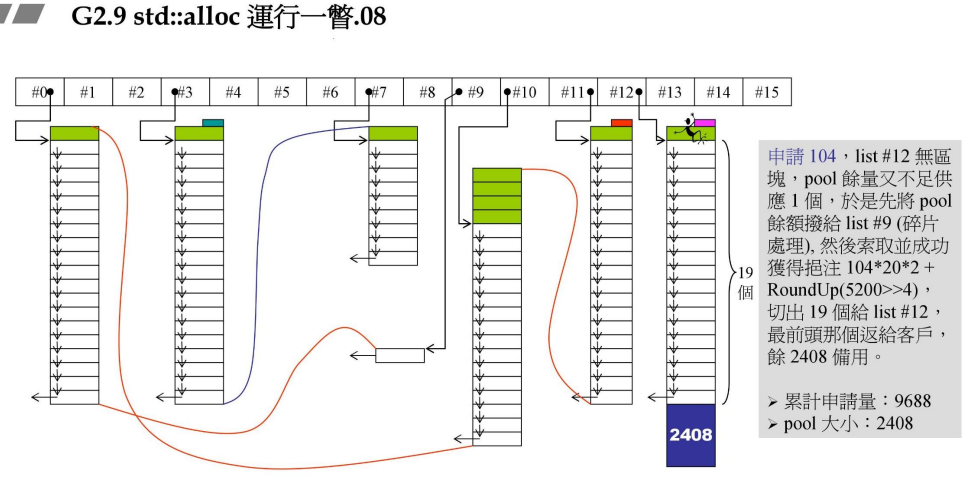 G2.9 std::alloc 運行一瞥.08
#0 #1 #2 #3 #4 #5 #6 #7 #8 #9 #10 #11 #12 #13 #14 #15
申請 104，list #12 無區
塊，pool 餘量又不足供
應 1 個，於是先將 pool
餘額撥給 list #9 (碎片
處理), 然後索取並成功
獲得挹注 104*20*2 +
RoundUp(5200>>4)，
切出 19 個給 list #12，
最前頭那個返給客戶，
餘 2408 備用。
➢ 累計申請量：9688
➢ pool 大小：2408
19
個
2408